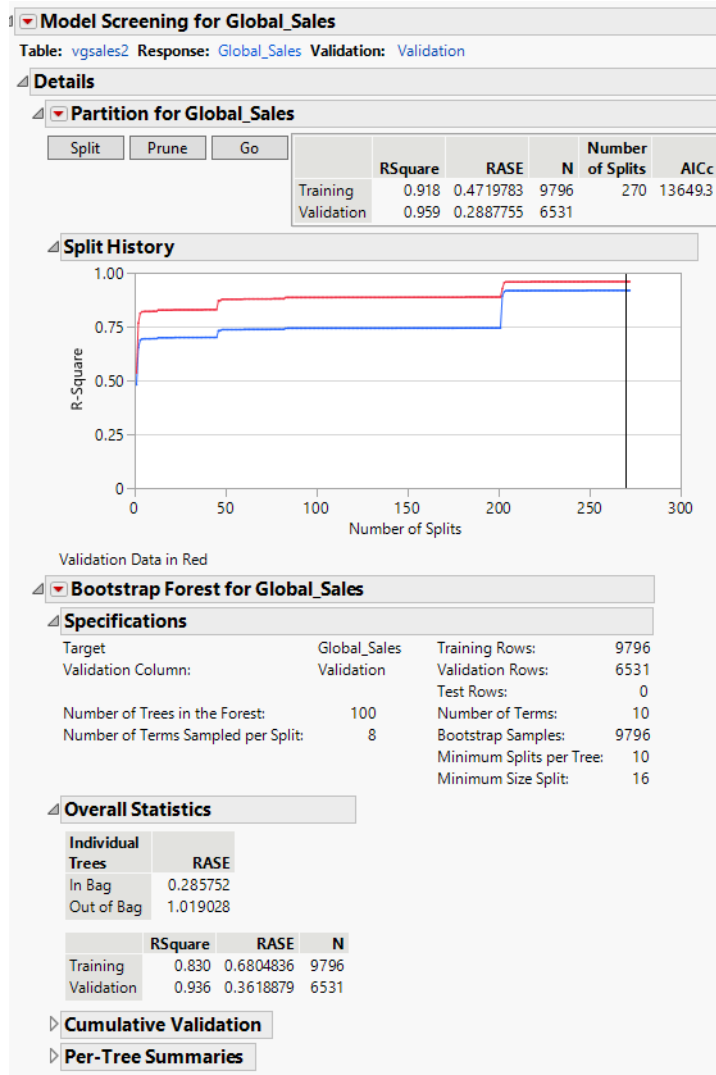 Model Screening for Global_Sales
Table: vgsales2 Response: Global_Sales Validation: Validation
Details
Partition for Global_Sales
Split Prune Go
RSquare RASE N Number of Splits AICc
Training 0.918 0.4719783 9796 270 13649.3
Validation 0.959 0.2887755 6531
Split History
1.00
0.75
0.50
0.25
0
R-Square
0 50 100 150 200 250 300
Number of Splits
Validation Data in Red
Bootstrap Forest for Global_Sales
Specifications
Target Global_Sales Training Rows: 9796
Validation Column: Validation Validation Rows: 6531
Test Rows: 0
Number of Trees in the Forest: 100 Number of Terms: 10
Number of Terms Sampled per Split: 8 Bootstrap Samples: 9796
Minimum Splits per Tree: 10
Minimum Size Split: 16
Overall Statistics
Individual
Trees RASE
In Bag 0.285752
Out of Bag 1.019028
RSquare RASE N
Training 0.830 0.6804836 9796
Validation 0.936 0.3618879 6531
Cumulative Validation
Per-Tree Summaries